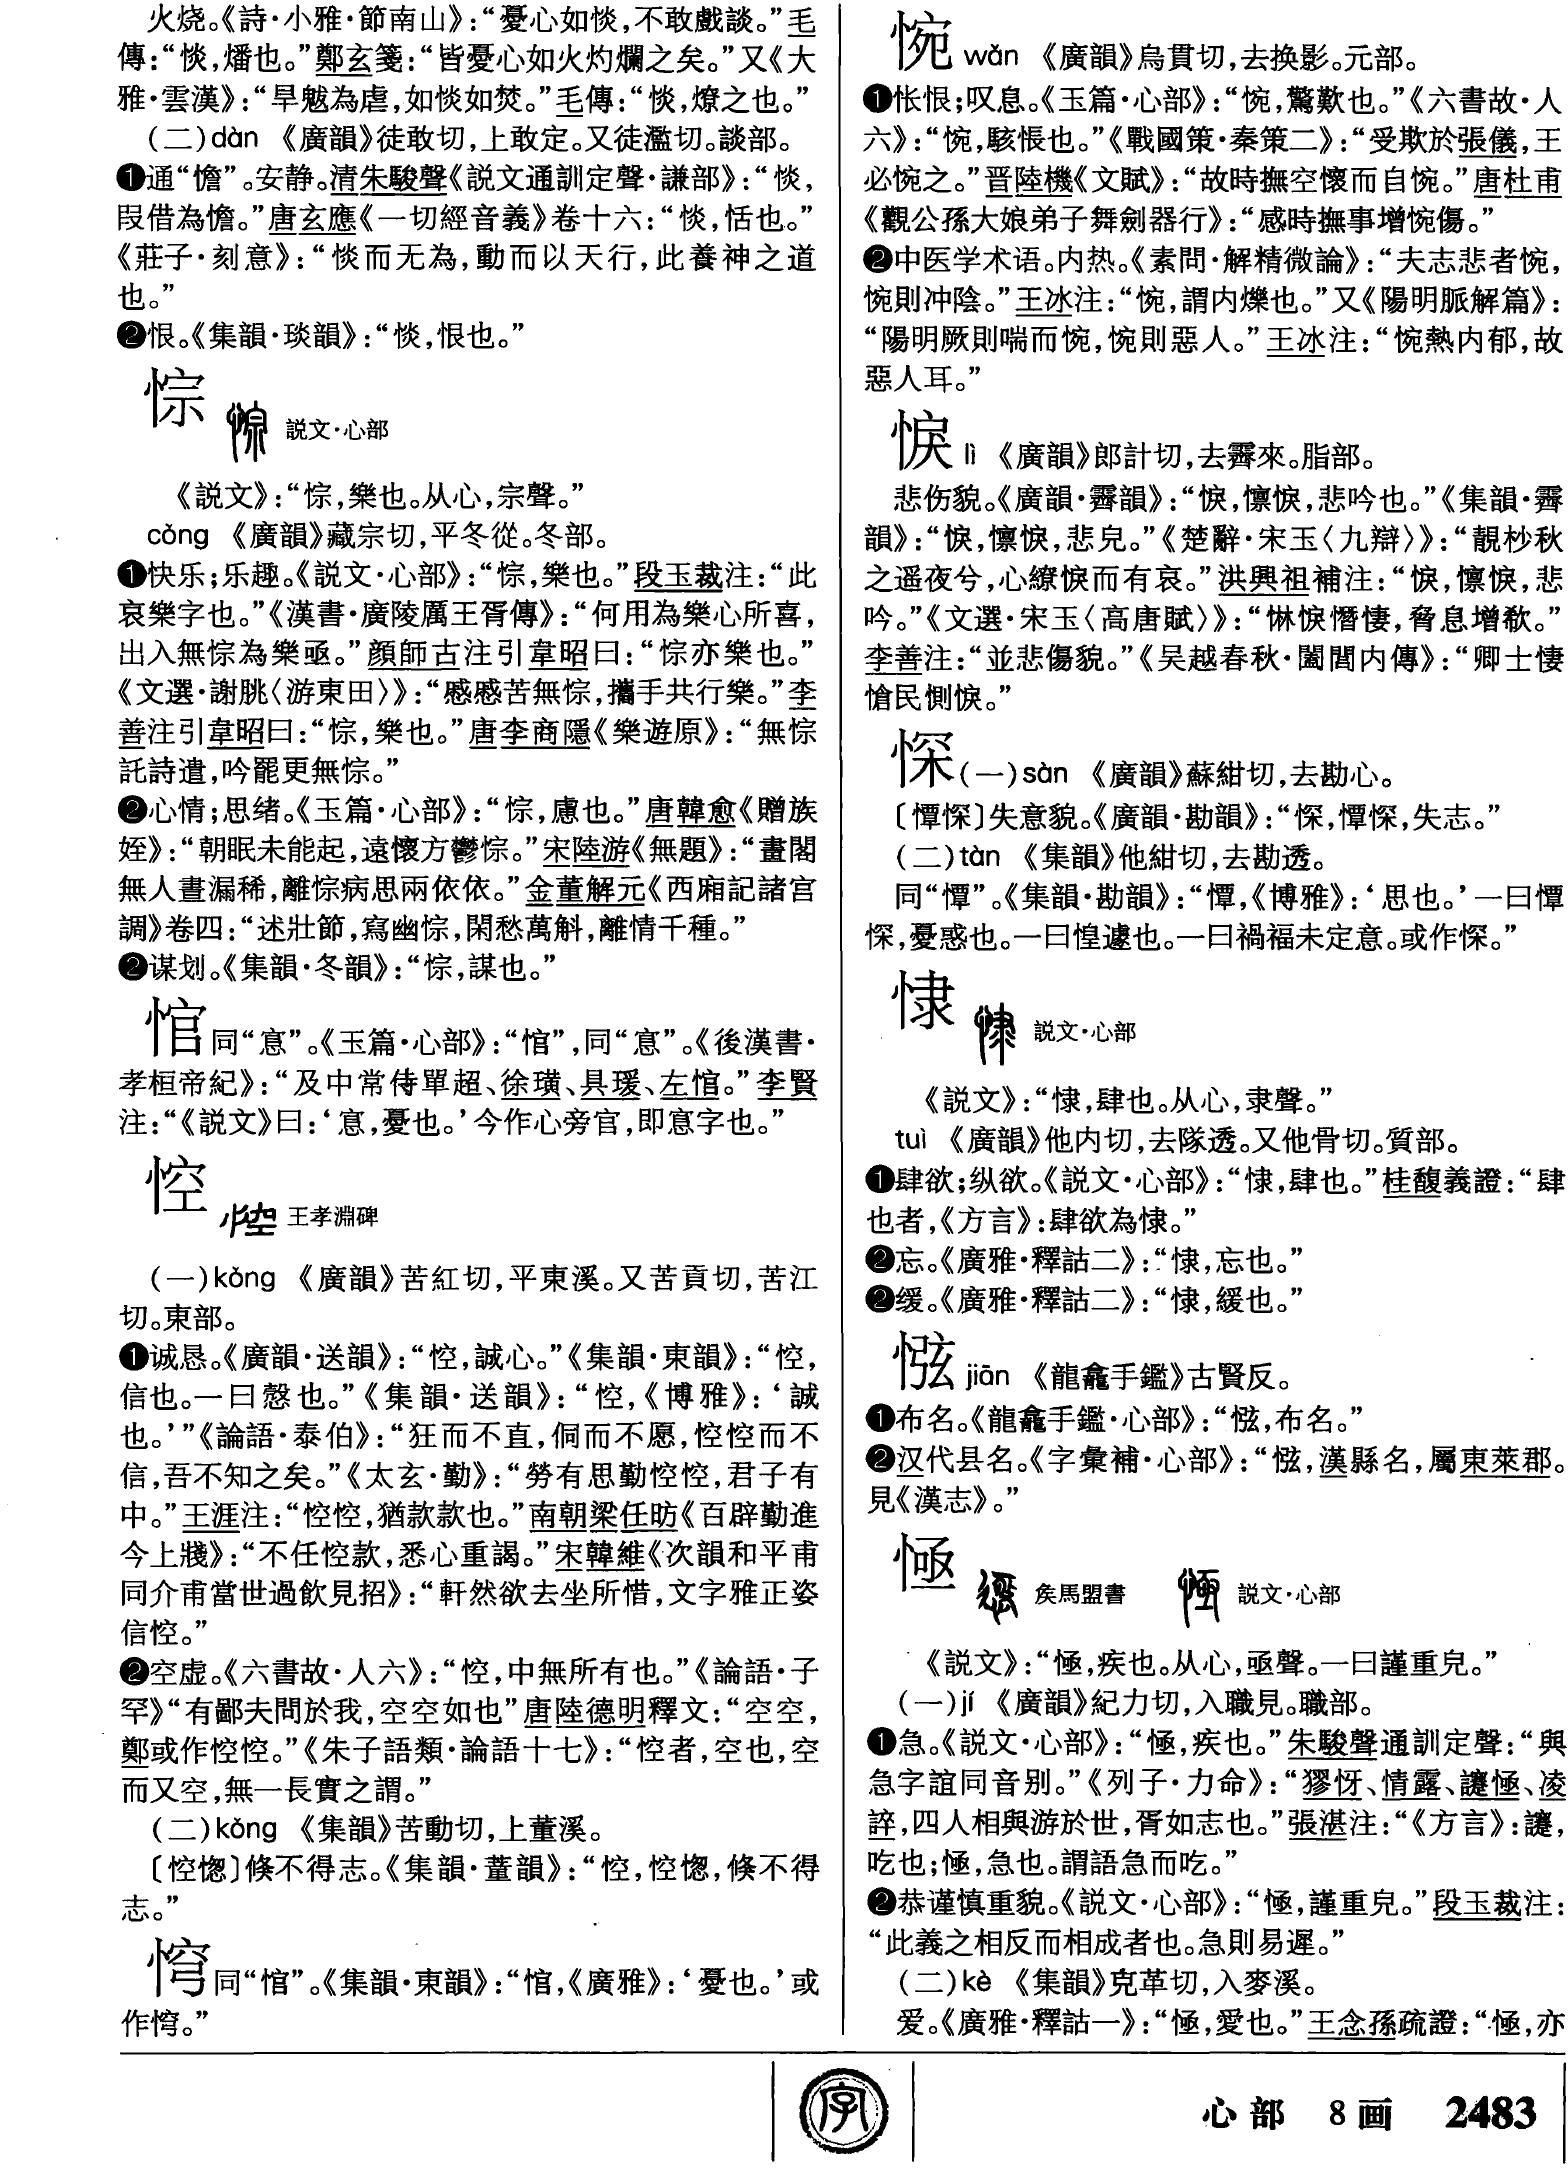 火烧。《詩·小雅·節南山》：“憂心如惔，不敢戲談。”毛
傳：“惔，燔也。”鄭玄箋：“皆憂心如火灼爛之矣。”又《大
雅·雲漢》：“旱魃為虐，如惔如焚。”毛傳：“惔，燎之也。”
（二）dàn 《廣韻》徒敢切，上敢定。又徒濫切。談部。
❶通“憺”。安静。清朱駿聲《説文通訓定聲·謙部》：“惔，
叚借為憺。”唐玄應《一切經音義》卷十六：“惔，恬也。”
《莊子·刻意》：“惔而无為，動而以天行，此養神之道
也。”
❷恨。《集韻·琰韻》：“惔，恨也。”
悰 説文·心部
《説文》：“悰，樂也。从心，宗聲。”
cǒng 《廣韻》藏宗切，平冬從。冬部。
❶快乐；乐趣。《説文·心部》：“悰，樂也。”段玉裁注：“此
哀樂字也。”《漢書·廣陵厲王胥傳》：“何用為樂心所喜，
出入無悰為樂亟。”顔師古注引韋昭曰：“悰亦樂也。”
《文選·謝朓〈游東田〉》：“慼慼苦無悰，攜手共行樂。”李
善注引韋昭曰：“悰，樂也。”唐李商隱《樂遊原》：“無悰
託詩遣，吟罷更無悰。”
❷心情；思绪。《玉篇·心部》：“悰，慮也。”唐韓愈《贈族
姪》：“朝眠未能起，遠懷方鬱悰。”宋陸游《無題》：“畫閣
無人晝漏稀，離悰病思兩依依。”金董解元《西廂記諸宫
調》卷四：“述壯節，寫幽悰，閑愁萬斛，離情千種。”
❷谋划。《集韻·冬韻》：“悰，謀也。”
悺同“悹”。《玉篇·心部》：“悺”，同“悹”。《後漢書·
孝桓帝紀》：“及中常侍單超、徐璜、具瑗、左悺。”李賢
注：“《説文》曰：‘悹，憂也。’今作心旁官，即悹字也。”
悾 王孝淵碑
（一）kǒng 《廣韻》苦紅切，平東溪。又苦貢切，苦江
切。東部。
❶诚恳。《廣韻·送韻》：“悾，誠心。”《集韻·東韻》：“悾，
信也。一曰慤也。”《集韻·送韻》：“悾，《博雅》：‘誠
也。’”《論語·泰伯》：“狂而不直，侗而不愿，悾悾而不
信，吾不知之矣。”《太玄·勤》：“勞有思勤悾悾，君子有
中。”王涯注：“悾悾，猶款款也。”南朝梁任昉《百辟勸進
今上牋》：“不任悾款，悉心重謁。”宋韓維《次韻和平甫
同介甫當世過飲見招》：“軒然欲去坐所惜，文字雅正姿
信悾。”
❷空虚。《六書故·人六》：“悾，中無所有也。”《論語·子
罕》“有鄙夫問於我，空空如也”唐陸德明釋文：“空空，
鄭或作悾悾。”《朱子語類·論語十七》：“悾者，空也，空
而又空，無一長實之謂。”
（二）kǒng 《集韻》苦動切，上董溪。
〔悾惚〕倏不得志。《集韻·董韻》：“悾，悾惚，倏不得
志。”
㤨同“悺”。《集韻·東韻》：“悺，《廣雅》：‘憂也。’或
作㤨。”
惋wǎn 《廣韻》烏貫切，去换影。元部。
❶怅恨；叹息。《玉篇·心部》：“惋，驚歎也。”《六書故·人
六》：“惋，駭悵也。”《戰國策·秦策二》：“受欺於張儀，王
必惋之。”晋陸機《文賦》：“故時撫空懷而自惋。”唐杜甫
《觀公孫大娘弟子舞劍器行》：“感時撫事增惋傷。”
❷中医学术语。内热。《素問·解精微論》：“夫志悲者惋，
惋則冲陰。”王冰注：“惋，謂内爍也。”又《陽明脈解篇》：
“陽明厥則喘而惋，惋則惡人。”王冰注：“惋熱内郁，故
惡人耳。”
悷lì 《廣韻》郎計切，去霽來。脂部。
悲伤貌。《廣韻·霽韻》：“悷，懔悷，悲吟也。”《集韻·霽
韻》：“悷，懔悷，悲皃。”《楚辭·宋玉〈九辯〉》：“靚杪秋
之遥夜兮，心繚悷而有哀。”洪興祖補注：“悷，懔悷，悲
吟。”《文選·宋玉〈高唐賦〉》：“惏悷憯悽，脅息增欷。”
李善注：“並悲傷貌。”《吴越春秋·闔閭内傳》：“卿士悽
愴民惻悷。”
㥆（一）sàn 《廣韻》蘇紺切，去勘心。
〔憛㥆〕失意貌。《廣韻·勘韻》：“㥆，憛㥆，失志。”
（二）tàn 《集韻》他紺切，去勘透。
同“憛”。《集韻·勘韻》：“憛，《博雅》：‘思也。’一曰憛
㥆，憂惑也。一曰惶遽也。一曰禍福未定意。或作㥆。”
㥆 説文·心部
《説文》：“㥆，肆也。从心，隶聲。”
tuì 《廣韻》他内切，去隊透。又他骨切。質部。
❶肆欲；纵欲。《説文·心部》：“㥆，肆也。”桂馥義證：“肆
也者，《方言》：肆欲為㥆。”
❷忘。《廣雅·釋詁二》：“㥆，忘也。”
❷缓。《廣雅·釋詁二》：“㥆，緩也。”
㥦jiān 《龍龕手鑑》古賢反。
❶布名。《龍龕手鑑·心部》：“㥦，布名。”
❷汉代县名。《字彙補·心部》：“㥦，漢縣名，屬東萊郡。
見《漢志》。”
㥛 矦馬盟書 説文·心部
《説文》：“㥛，疾也。从心，亟聲。一曰謹重皃。”
（一）jí 《廣韻》紀力切，入職見。職部。
❶急。《説文·心部》：“㥛，疾也。”朱駿聲通訓定聲：“與
急字誼同音别。”《列子·力命》：“㺒㤉、情露、䜅㥛、凌
誶，四人相與游於世，胥如志也。”張湛注：“《方言》：䜅，
吃也；㥛，急也。謂語急而吃。”
❷恭谨慎重貌。《説文·心部》：“㥛，謹重皃。”段玉裁注：
“此義之相反而相成者也。急則易遲。”
（二）kè 《集韻》克革切，入麥溪。
爱。《廣雅·釋詁一》：“㥛，愛也。”王念孫疏證：“㥛，亦
字
心部 8画 2483